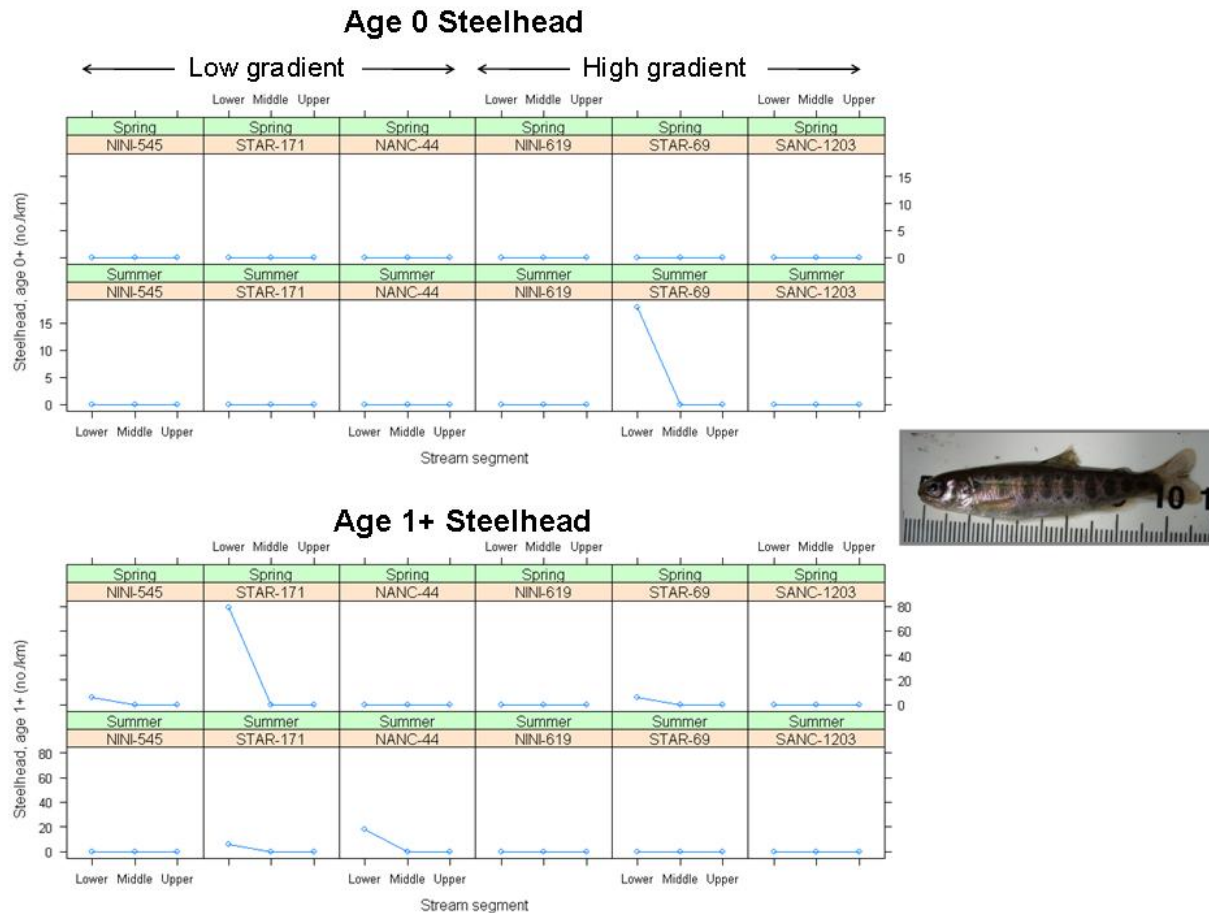 Age 0 Steelhead
Low gradient High gradient
Lower Middle Upper Lower Middle Upper Lower Middle Upper
Spring Spring Spring Spring Spring Spring
NINI-545 STAR-171 NANC-44 NINI-619 STAR-69 SANC-1203
15
10
5
0
Steelhead, age 0+ (no./km)
Summer Summer Summer Summer Summer Summer
NINI-545 STAR-171 NANC-44 NINI-619 STAR-69 SANC-1203
15
10
5
0
Lower Middle Upper Lower Middle Upper Lower Middle Upper
Stream segment
10 1
Age 1+ Steelhead
Lower Middle Upper Lower Middle Upper Lower Middle Upper
Spring Spring Spring Spring Spring Spring
NINI-545 STAR-171 NANC-44 NINI-619 STAR-69 SANC-1203
80
60
40
20
0
Steelhead, age 1+ (no./km)
Summer Summer Summer Summer Summer Summer
NINI-545 STAR-171 NANC-44 NINI-619 STAR-69 SANC-1203
80
60
40
20
0
Lower Middle Upper Lower Middle Upper Lower Middle Upper
Stream segment